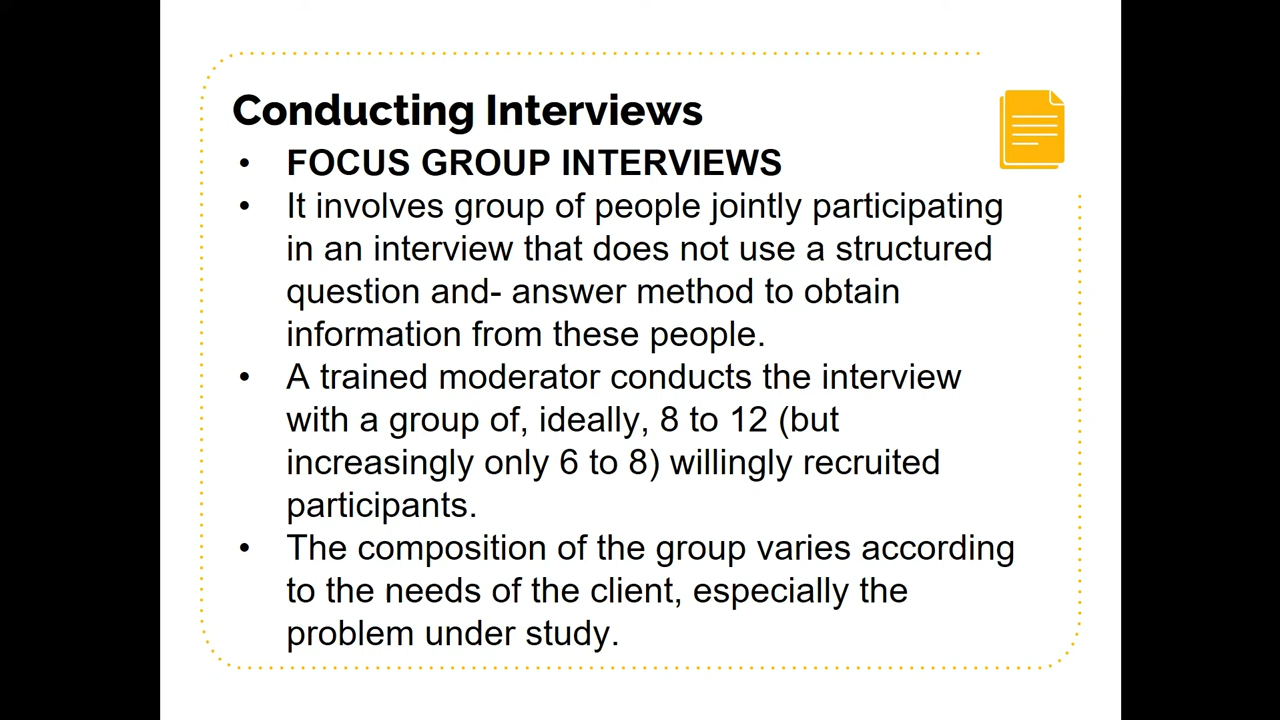 Conducting Interviews
• FOCUS GROUP INTERVIEWS
• It involves group of people jointly participating
in an interview that does not use a structured
question and- answer method to obtain
information from these people.
• A trained moderator conducts the interview
with a group of, ideally, 8 to 12 (but
increasingly only 6 to 8) willingly recruited
participants.
• The composition of the group varies according
to the needs of the client, especially the
problem under study.